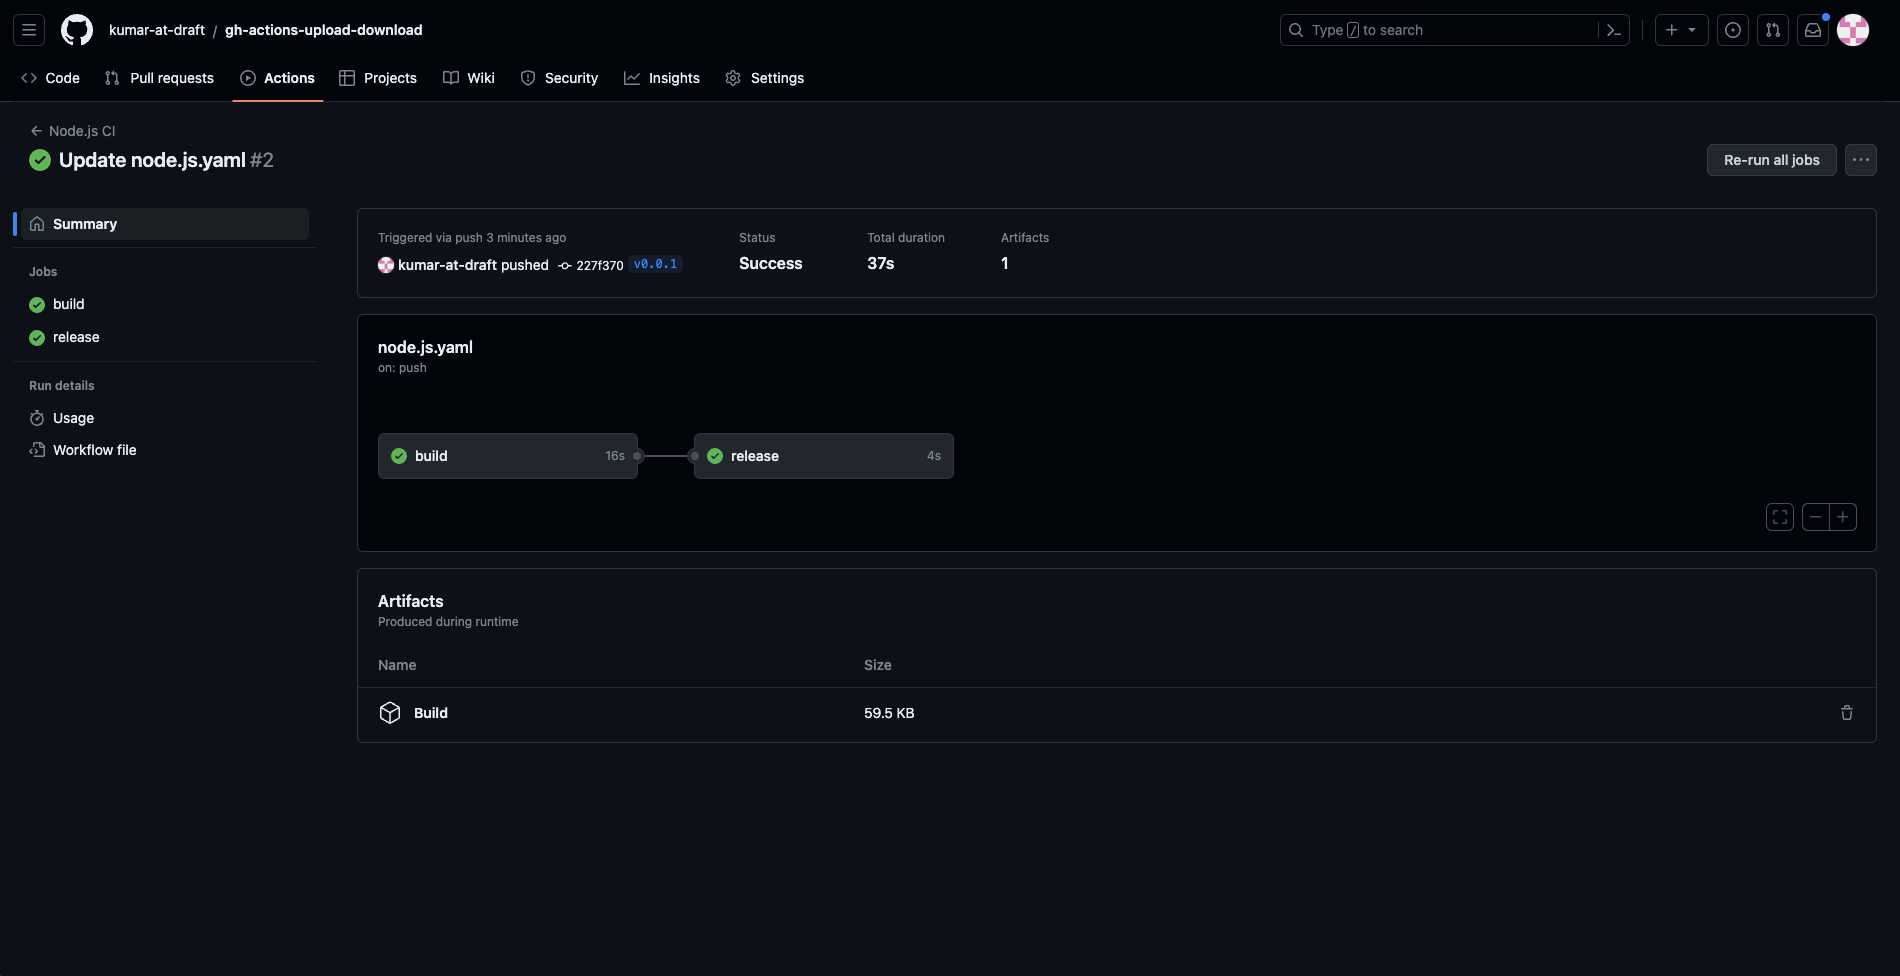 kumar-at-draft / gh-actions-upload-download
Type / to search
Code
Pull requests
Actions
Projects
Wiki
Security
Insights
Settings
Node.js CI
Update node.js.yaml #2
Re-run all jobs
Summary
Jobs
build
release
Run details
Usage
Workflow file
Triggered via push 3 minutes ago
kumar-at-draft pushed 227f370 v0.0.1
Status
Success
Total duration
37s
Artifacts
1
node.js.yaml
on: push
build 16s
release 4s
Artifacts
Produced during runtime
Name Size
Build 59.5 KB